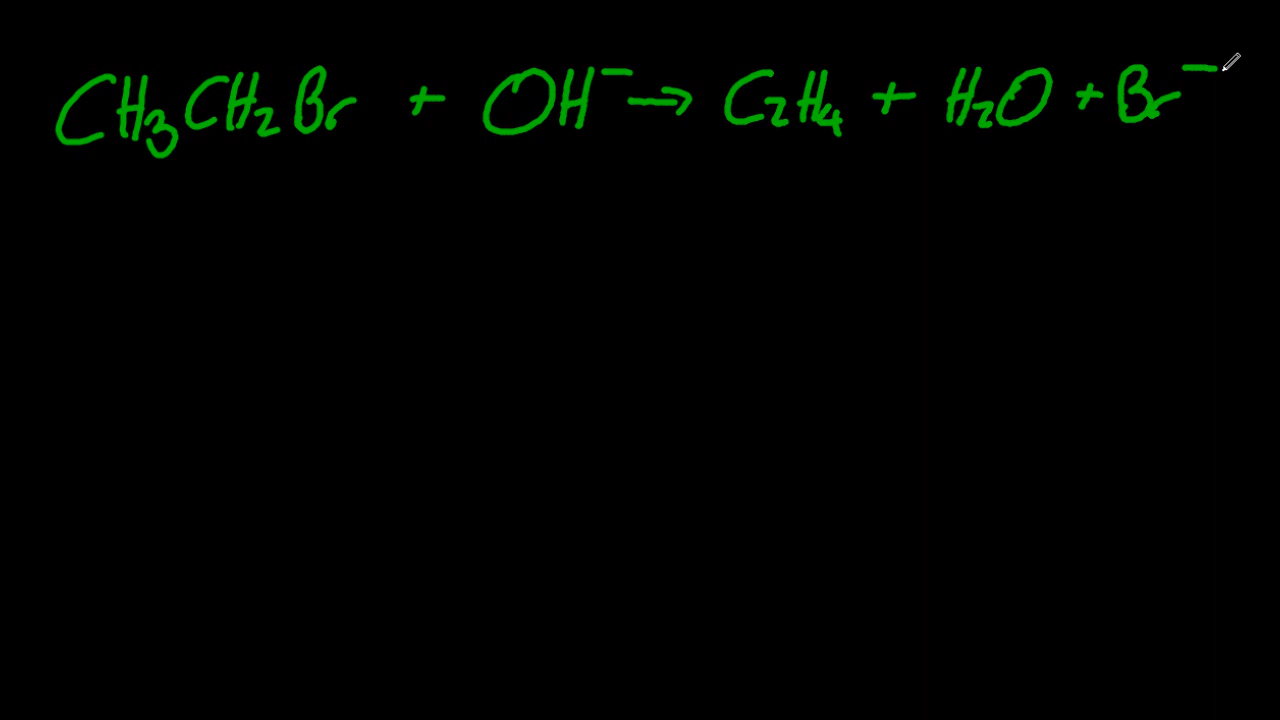 CH₃CH₂Br + OH⁻ → C₂H₄ + H₂O + Br⁻